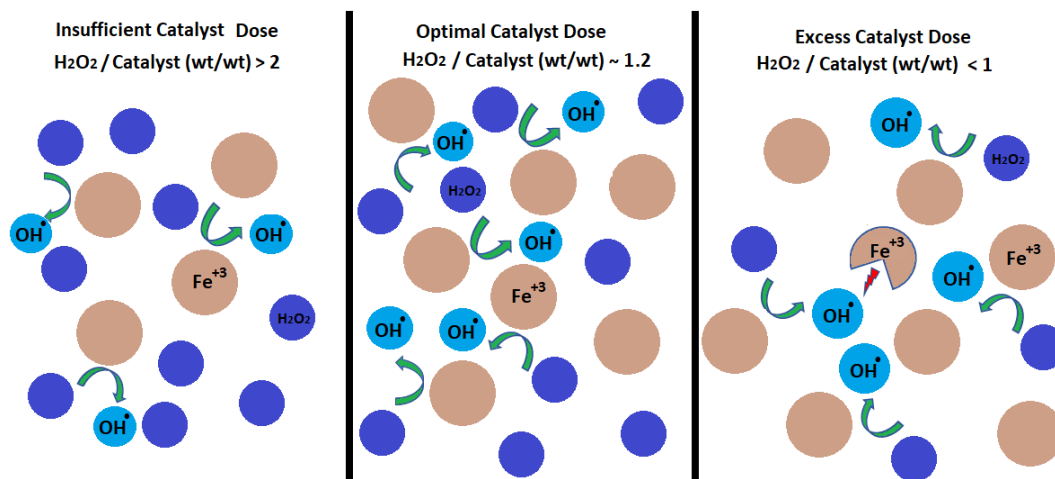 Insufficient Catalyst Dose
H₂O₂ / Catalyst (wt/wt) > 2
OH•
OH•
Fe⁺³
H₂O₂
OH•
Optimal Catalyst Dose
H₂O₂ / Catalyst (wt/wt) ~ 1.2
OH•
OH•
H₂O₂
OH•
Fe⁺³
OH•
OH•
Excess Catalyst Dose
H₂O₂ / Catalyst (wt/wt) < 1
OH•
H₂O₂
Fe⁺³
Fe⁺³
OH•
OH•
OH•